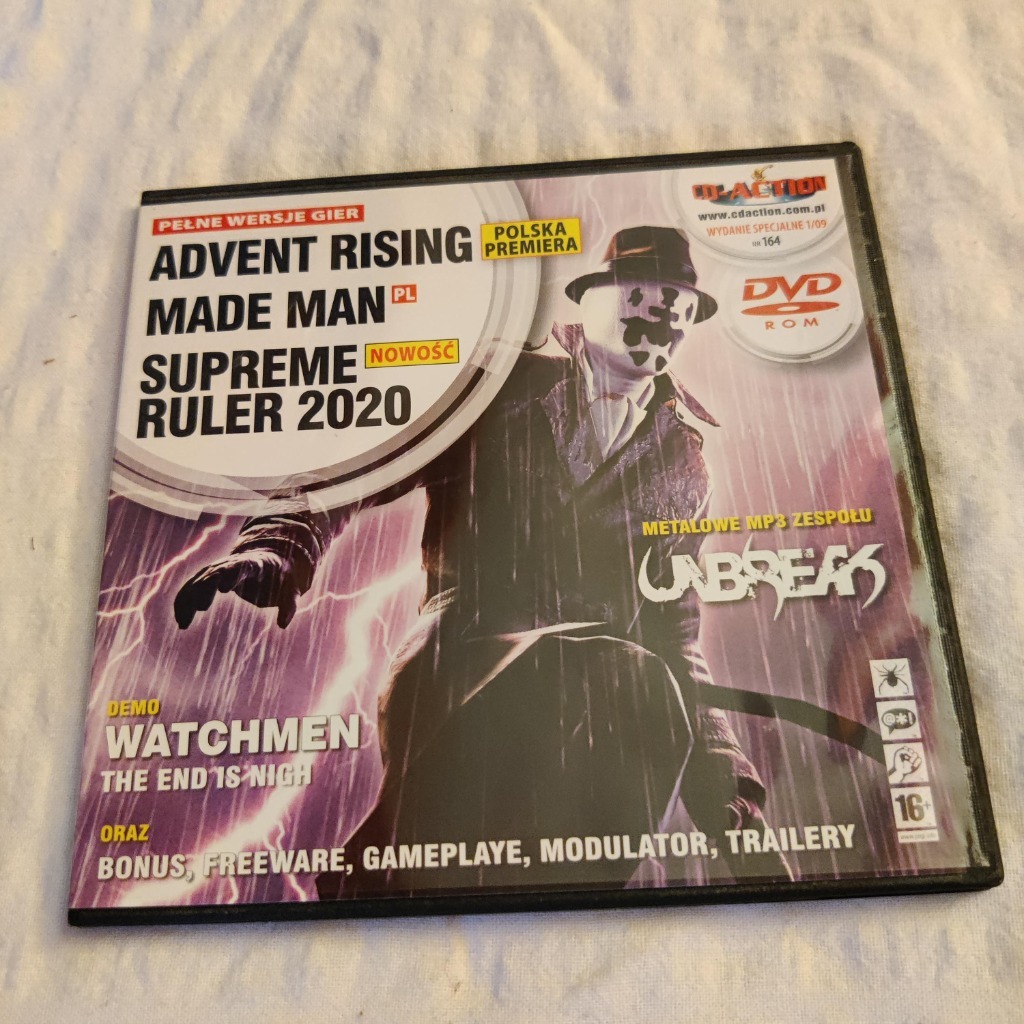 PEŁNE WERSJE GIER
ADVENT RISING
POLSKA
PREMIERA
MADE MAN PL
SUPREME NOWOŚĆ
RULER 2020
CD-ACTION
www.cdaction.com.pl
WYDANIE SPECJALNE 1/09
NR 164
DVD
ROM
METALOWE MP3 ZESPOŁU
UNBREAK
DEMO
WATCHMEN
THE END IS NIGH
@*!
16+
ORAZ
BONUS, FREEWARE, GAMEPLAYE, MODULATOR, TRAILERY